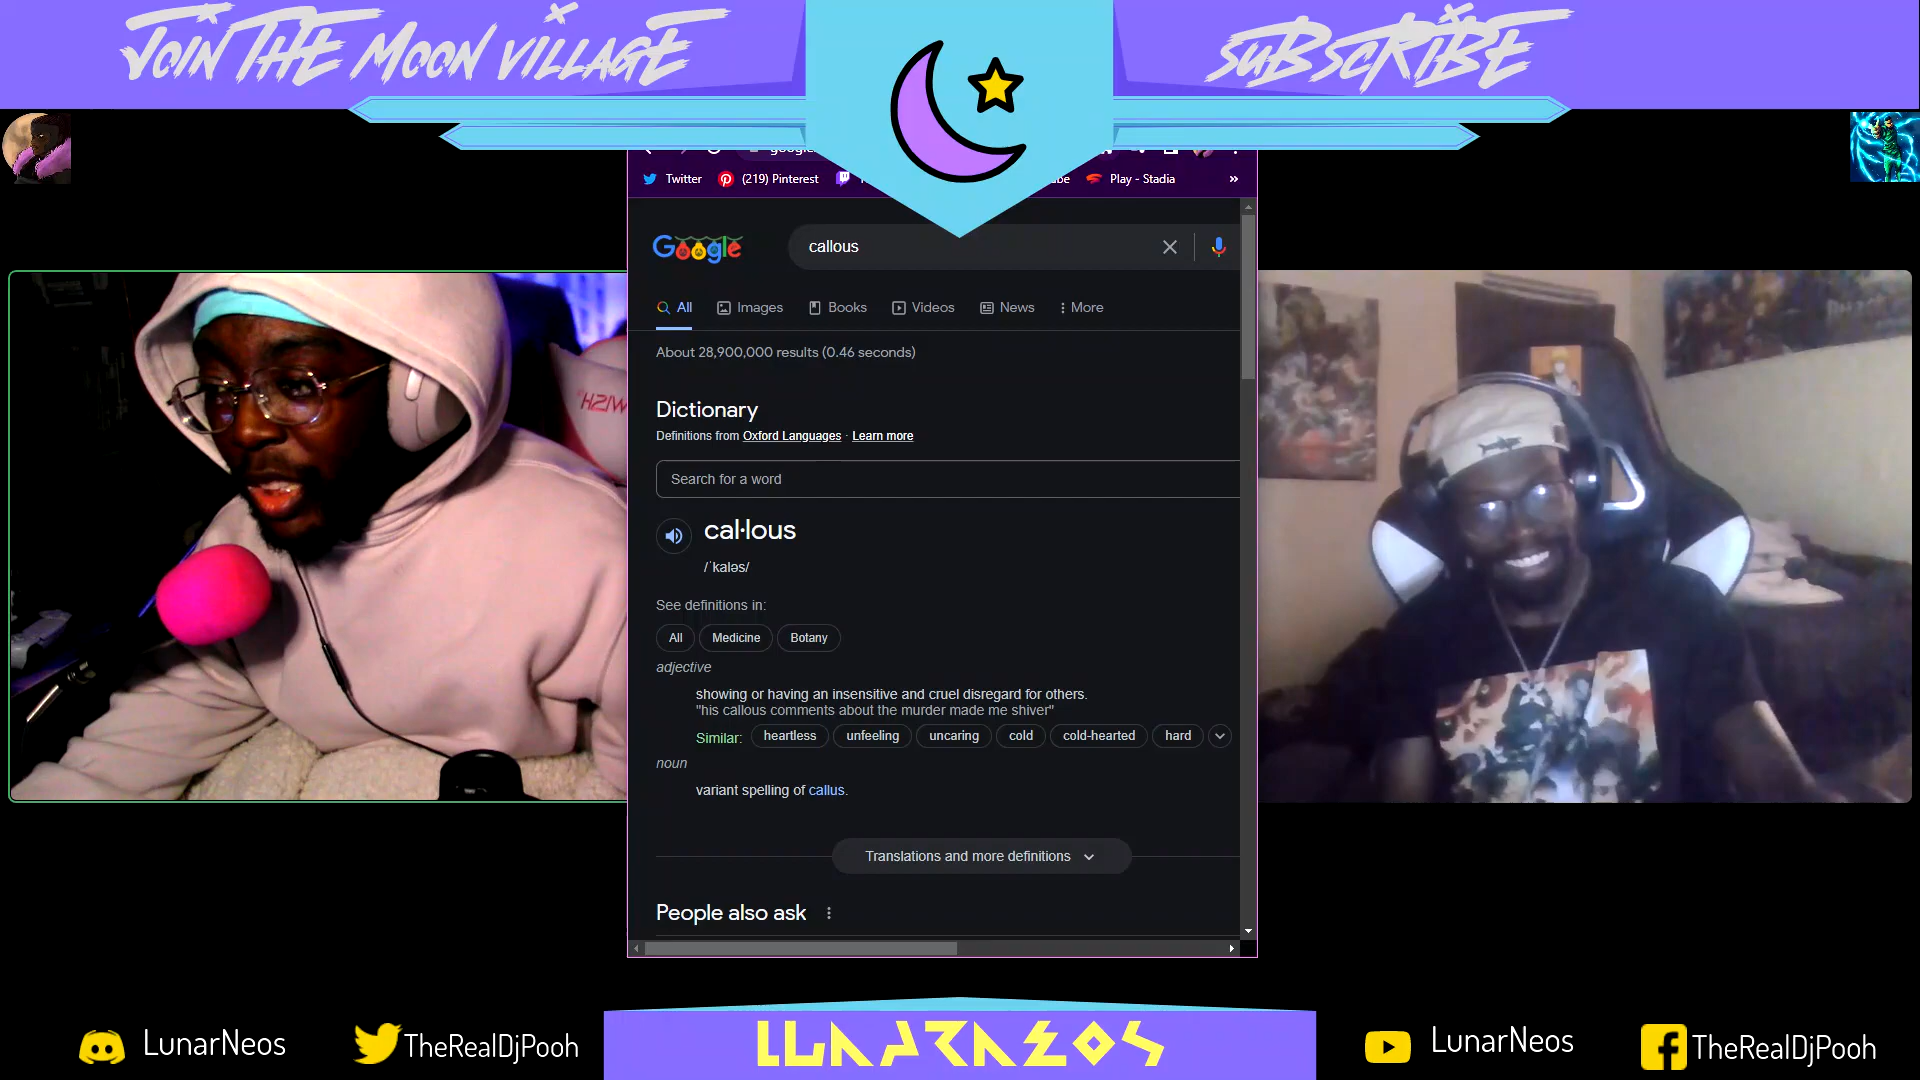 JOIN THE MOON VILLAGE
SUBSCRIBE
Twitter
(219) Pinterest
Play - Stadia
»
Google
callous
All
Images
Books
Videos
News
More
About 28,900,000 results (0.46 seconds)
Dictionary
Definitions from Oxford Languages · Learn more
Search for a word
cal·lous
/ˈkaləs/
See definitions in:
All
Medicine
Botany
adjective
showing or having an insensitive and cruel disregard for others.
"his callous comments about the murder made me shiver"
Similar: heartless unfeeling uncaring cold cold-hearted hard
noun
variant spelling of callus.
Translations and more definitions
People also ask
LunarNeos
TheRealDjPooh
LUNARNEOS
LunarNeos
TheRealDjPooh